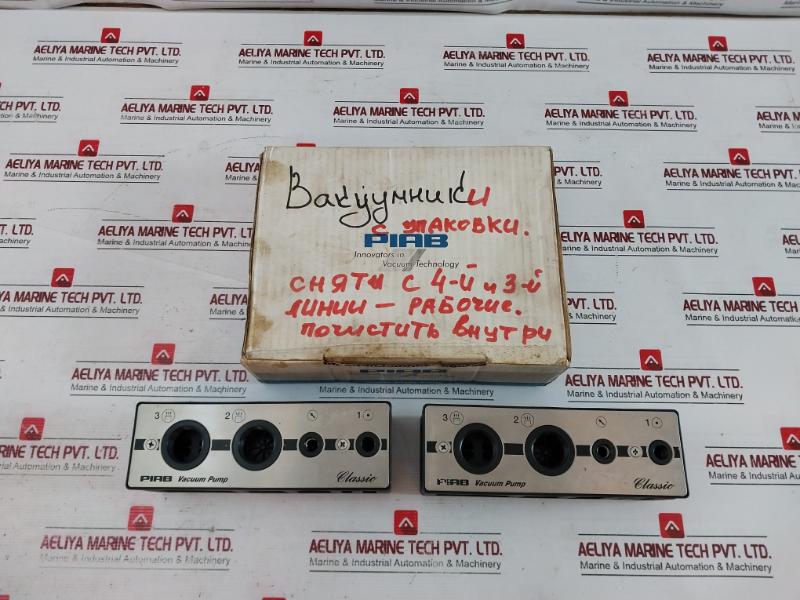 AELIYA MARINE TECH PVT. LTD.
Marine & Industrial Automation & Machinery
Вакуумники
с упаковки.
PIAB
Innovators in
Vacuum Technology
сняты с 4-й и 3-й
линии — рабочие.
почистить внутри
3 2 1
PIAB Vacuum Pump Classic
3 2 1
PIAB Vacuum Pump Classic